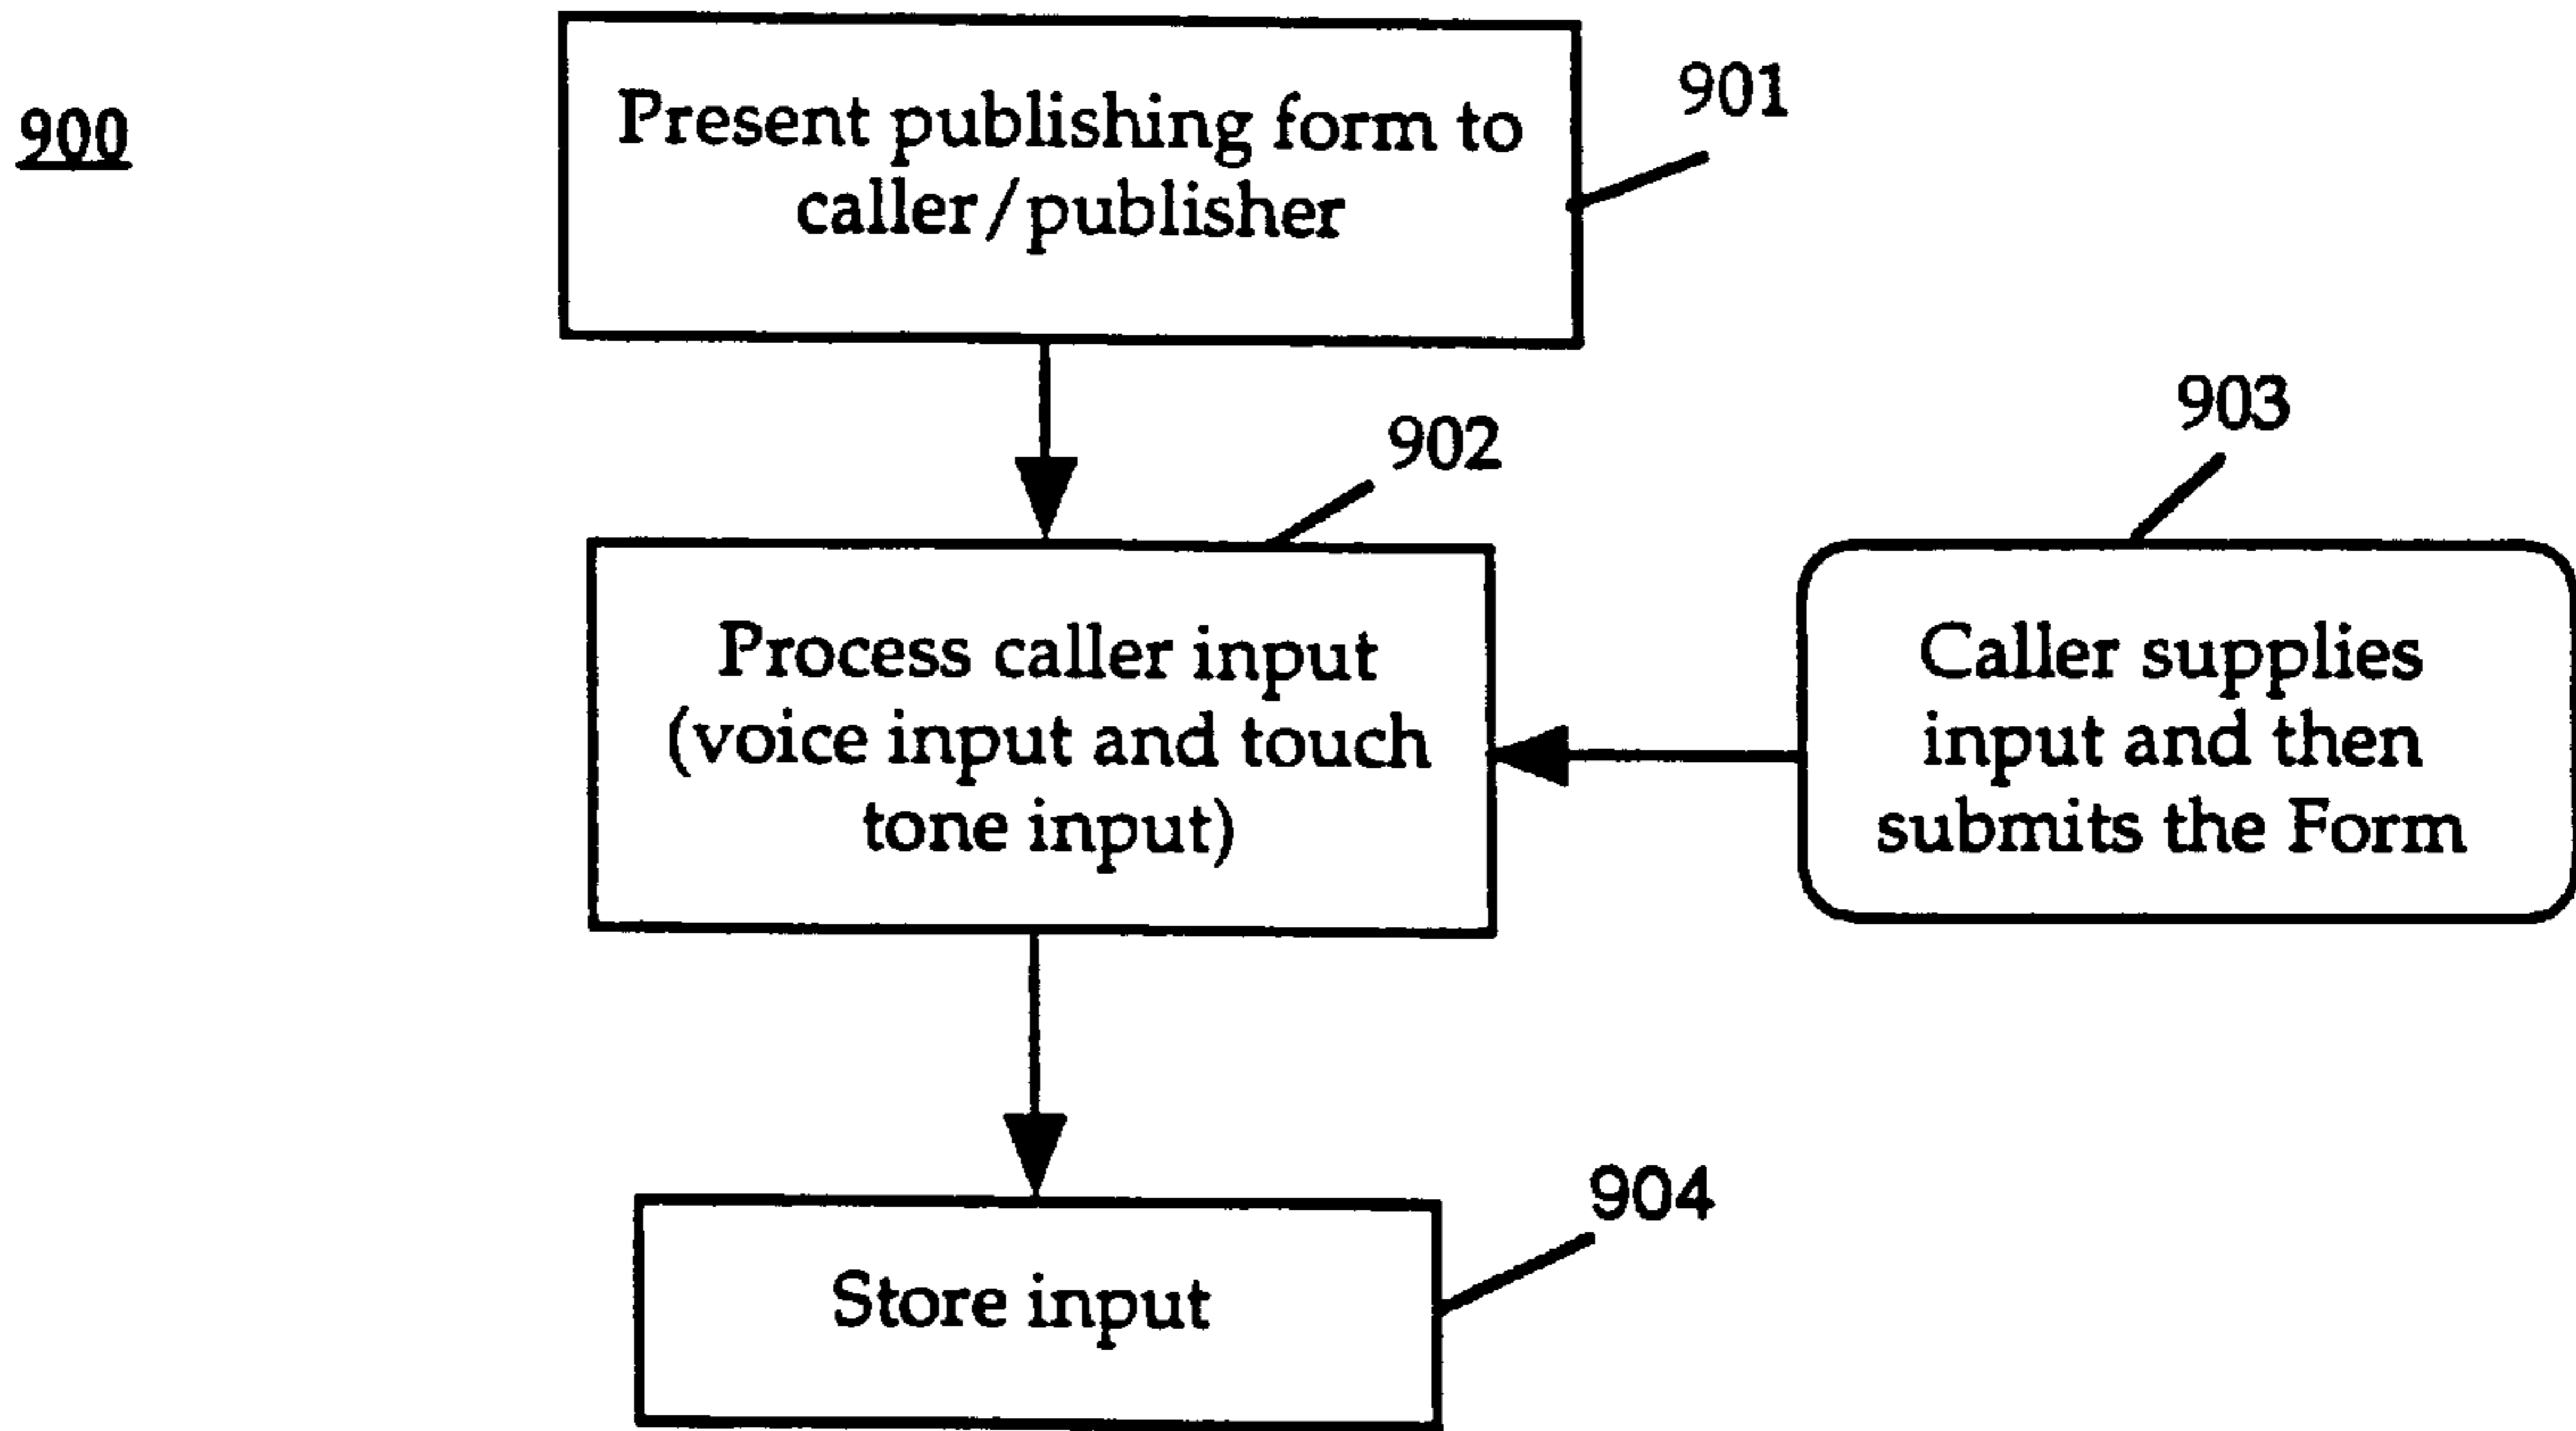 900
Present publishing form to
caller/publisher
901
902
Process caller input
(voice input and touch
tone input)
903
Caller supplies
input and then
submits the Form
904
Store input